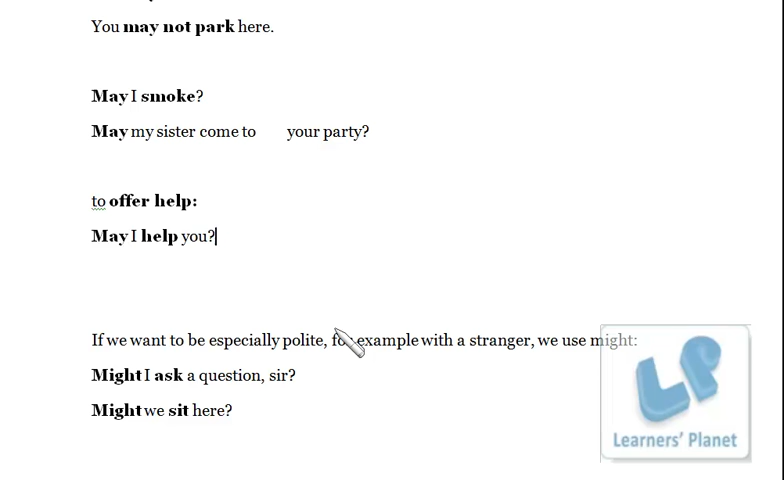 You may not park here.
May I smoke?
May my sister come to your party?
to offer help:
May I help you?
If we want to be especially polite, for example with a stranger, we use might:
Might I ask a question, sir?
Might we sit here?
LP
Learners' Planet